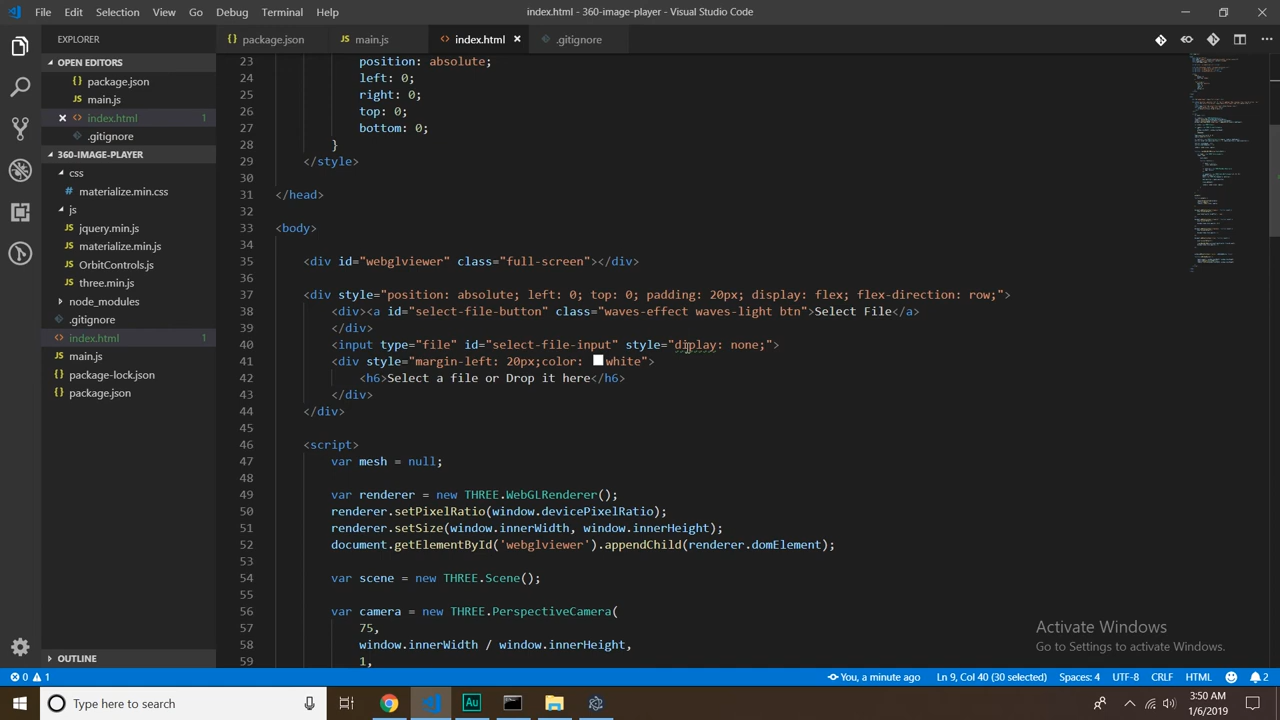 File Edit Selection View Go Debug Terminal Help
index.html - 360-image-player - Visual Studio Code
EXPLORER
package.json main.js <> index.html × .gitignore
OPEN EDITORS
package.json
main.js
index.html 1
.gitignore
360-IMAGE-PLAYER
css
materialize.min.css
js
jquery.min.js
materialize.min.js
OrbitControls.js
three.min.js
node_modules
.gitignore
index.html 1
main.js
package-lock.json
package.json
OUTLINE
23 position: absolute;
24 left: 0;
25 right: 0;
26 top: 0;
27 bottom: 0;
28 }
29 </style>
30
31 </head>
32
33 <body>
34
35 <div id="webglviewer" class="full-screen"></div>
36
37 <div style="position: absolute; left: 0; top: 0; padding: 20px; display: flex; flex-direction: row;">
38 <div><a id="select-file-button" class="waves-effect waves-light btn">Select File</a>
39 </div>
40 <input type="file" id="select-file-input" style="display: none;">
41 <div style="margin-left: 20px;color: white">
42 <h6>Select a file or Drop it here</h6>
43 </div>
44 </div>
45
46 <script>
47 var mesh = null;
48
49 var renderer = new THREE.WebGLRenderer();
50 renderer.setPixelRatio(window.devicePixelRatio);
51 renderer.setSize(window.innerWidth, window.innerHeight);
52 document.getElementById('webglviewer').appendChild(renderer.domElement);
53
54 var scene = new THREE.Scene();
55
56 var camera = new THREE.PerspectiveCamera(
57 75,
58 window.innerWidth / window.innerHeight,
59 1,
Activate Windows
Go to Settings to activate Windows.
0 1 You, a minute ago Ln 9, Col 40 (30 selected) Spaces: 4 UTF-8 CRLF HTML 2
Type here to search
Au
3:50 AM
1/6/2019